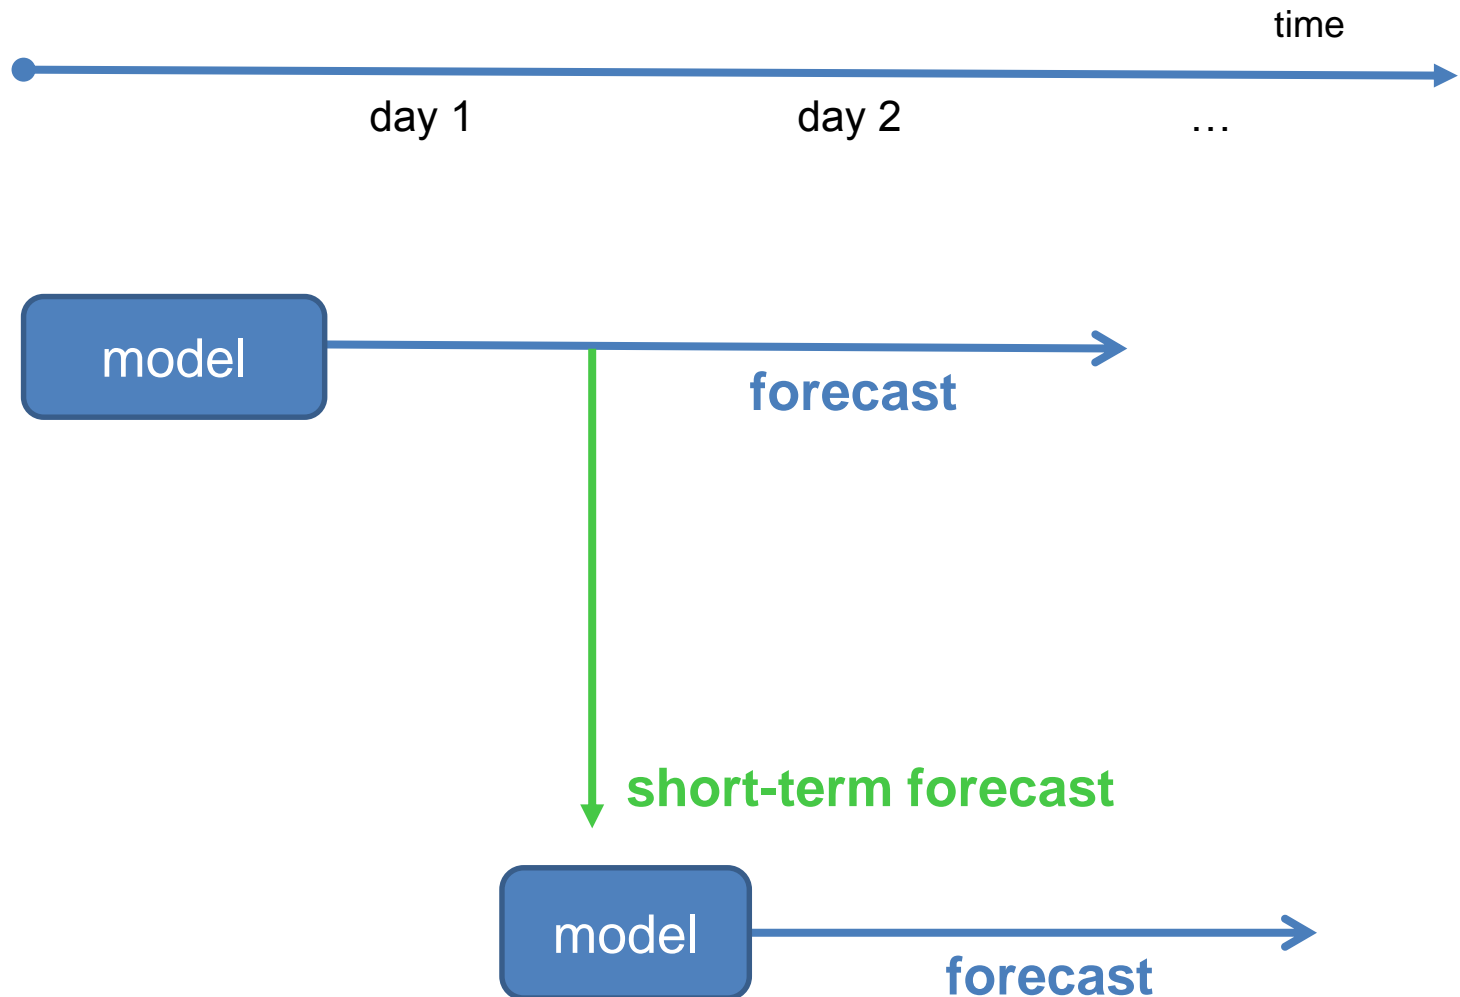 time
day 1 day 2 …
model
forecast
short-term forecast
model
forecast